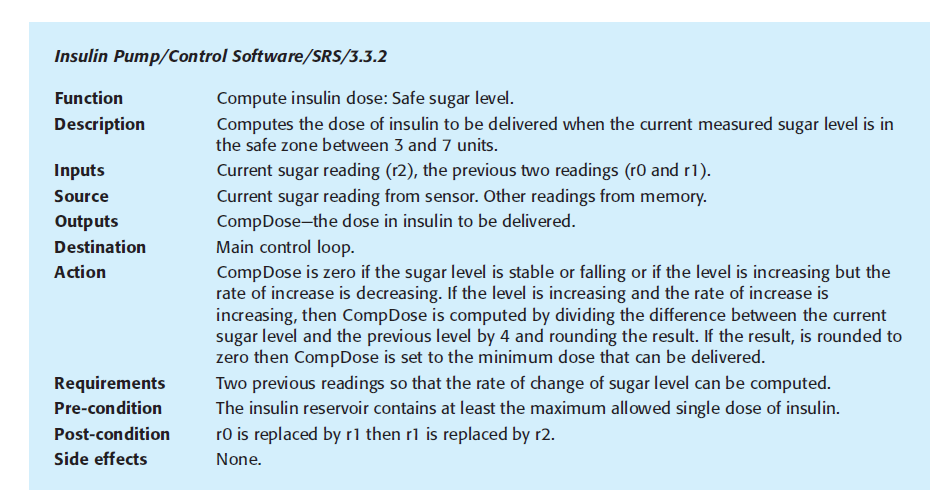 Insulin Pump/Control Software/SRS/3.3.2
Function Compute insulin dose: Safe sugar level.
Description Computes the dose of insulin to be delivered when the current measured sugar level is in
the safe zone between 3 and 7 units.
Inputs Current sugar reading (r2), the previous two readings (r0 and r1).
Source Current sugar reading from sensor. Other readings from memory.
Outputs CompDose—the dose in insulin to be delivered.
Destination Main control loop.
Action CompDose is zero if the sugar level is stable or falling or if the level is increasing but the
rate of increase is decreasing. If the level is increasing and the rate of increase is
increasing, then CompDose is computed by dividing the difference between the current
sugar level and the previous level by 4 and rounding the result. If the result, is rounded to
zero then CompDose is set to the minimum dose that can be delivered.
Requirements Two previous readings so that the rate of change of sugar level can be computed.
Pre-condition The insulin reservoir contains at least the maximum allowed single dose of insulin.
Post-condition r0 is replaced by r1 then r1 is replaced by r2.
Side effects None.